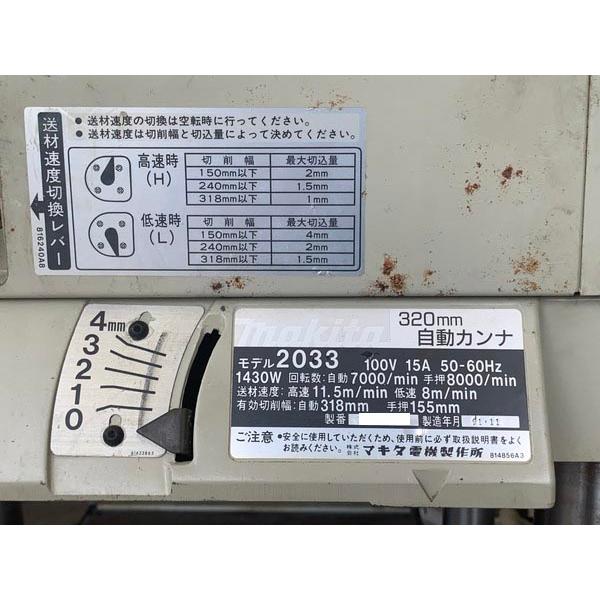 送材速度切換レバー
816240A8
● 送材速度の切換は空転時に行ってください。
● 送材速度は切削幅と切込量によって決めてください。
高速時
(H)
切削幅 最大切込量
150mm以下 2mm
240mm以下 1.5mm
318mm以下 1mm
低速時
(L)
切削幅 最大切込量
150mm以下 4mm
240mm以下 2mm
318mm以下 1.5mm
4mm
3
2
1
0
makita
320mm
自動カンナ
モデル 2033 100V 15A 50-60Hz
1430W 回転数:自動7000/min 手押8000/min
送材速度:高速11.5m/min 低速8m/min
有効切削幅:自動318mm 手押155mm
製番 製造年月
ご注意 ●安全に使用していただくため、使用前に必ず取扱説明書をよく
お読みください。 株式会社 マキタ電機製作所 814856A3